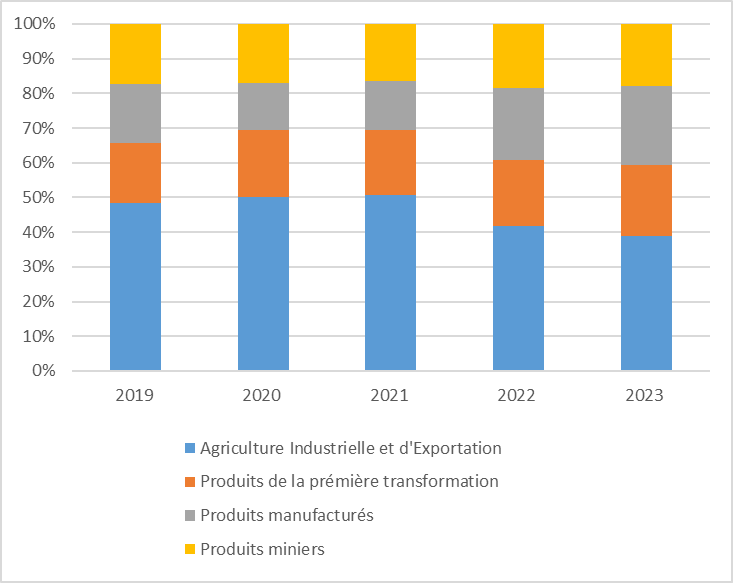 100%
90%
80%
70%
60%
50%
40%
30%
20%
10%
0%
2019 2020 2021 2022 2023
Agriculture Industrielle et d'Exportation
Produits de la prémière transformation
Produits manufacturés
Produits miniers